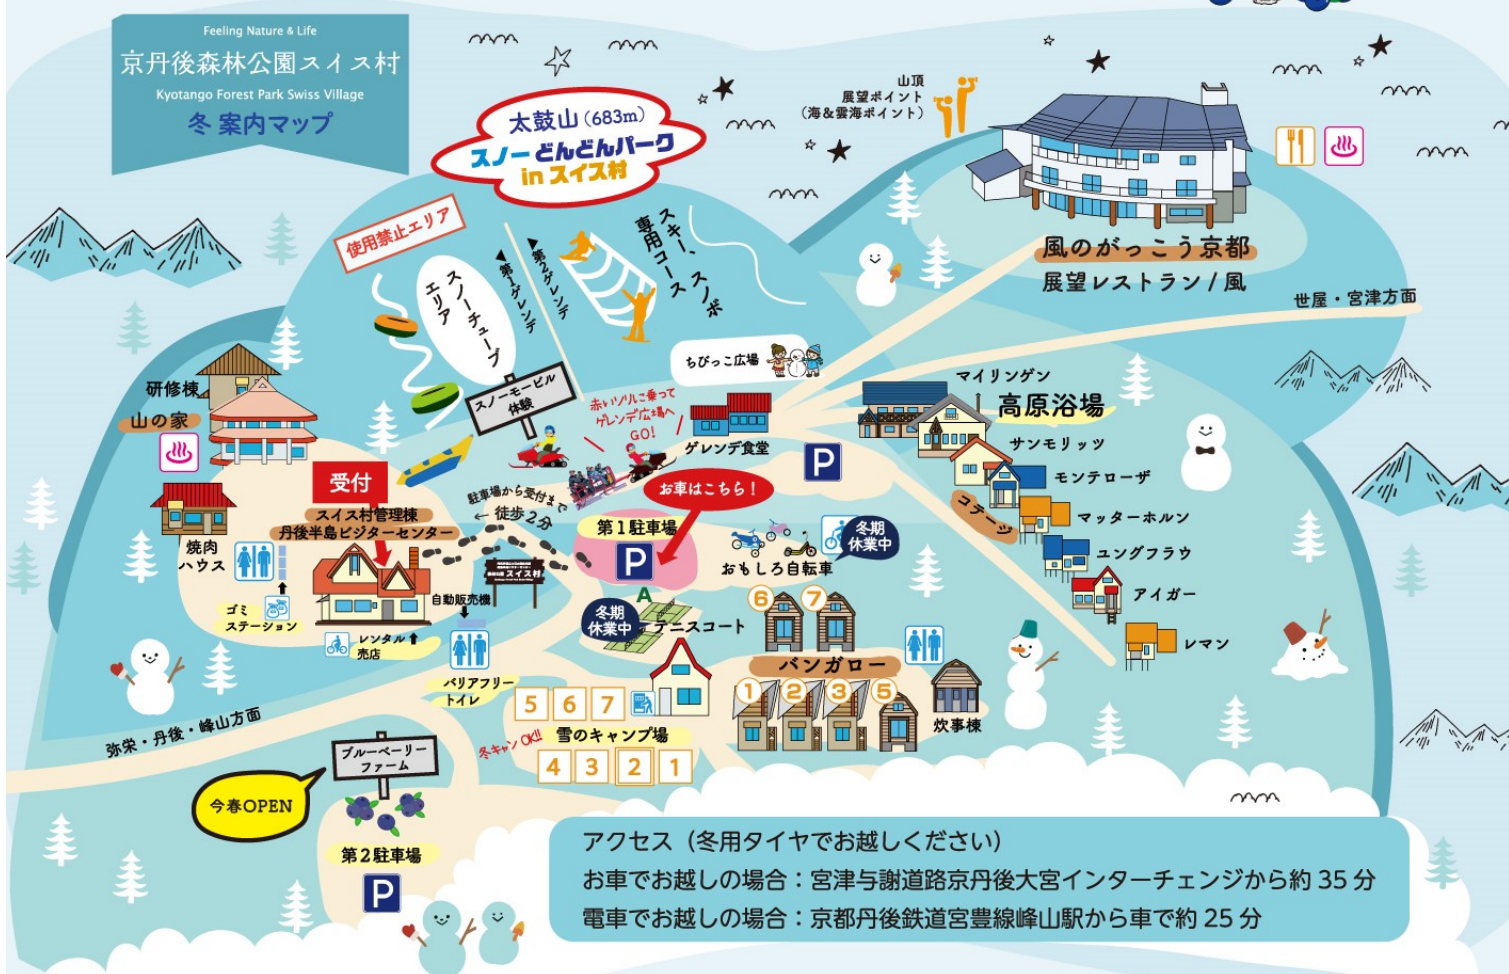 Feeling Nature & Life
京丹後森林公園スイス村
Kyotango Forest Park Swiss Village
冬 案内マップ
太鼓山(683m)
スノーどんどんパーク
in スイス村
山頂
展望ポイント
(海&雲海ポイント)
風のがっこう京都
展望レストラン/風
世屋・宮津方面
使用禁止エリア
スノーチューブ
エリア
◀第1ゲレンデ
▶第2ゲレンデ
スキー、スノボ
専用コース
ちびっこ広場
スノーモービル
体験
赤いソリに乗って
ゲレンデ広場へ
GO!
ゲレンデ食堂
P
マイリンゲン
高原浴場
サンモリッツ
モンテローザ
コテージ
マッターホルン
ユングフラウ
アイガー
レマン
研修棟
山の家
焼肉
ハウス
受付
スイス村管理棟
丹後半島ビジターセンター
駐車場から受付まで
← 徒歩2分
お車はこちら!
第1駐車場
P
A
おもしろ自転車
冬期
休業中
ゴミ
ステーション
レンタル
売店
自動販売機
スイス村
冬期
休業中
テニスコート
バリアフリー
トイレ
6
7
バンガロー
1
2
3
5
炊事棟
5 6 7
雪のキャンプ場
冬キャンOK!!
4 3 2 1
弥栄・丹後・峰山方面
ブルーベリー
ファーム
今春OPEN
第2駐車場
P
アクセス(冬用タイヤでお越しください)
お車でお越しの場合:宮津与謝道路京丹後大宮インターチェンジから約35分
電車でお越しの場合:京都丹後鉄道宮豊線峰山駅から車で約25分